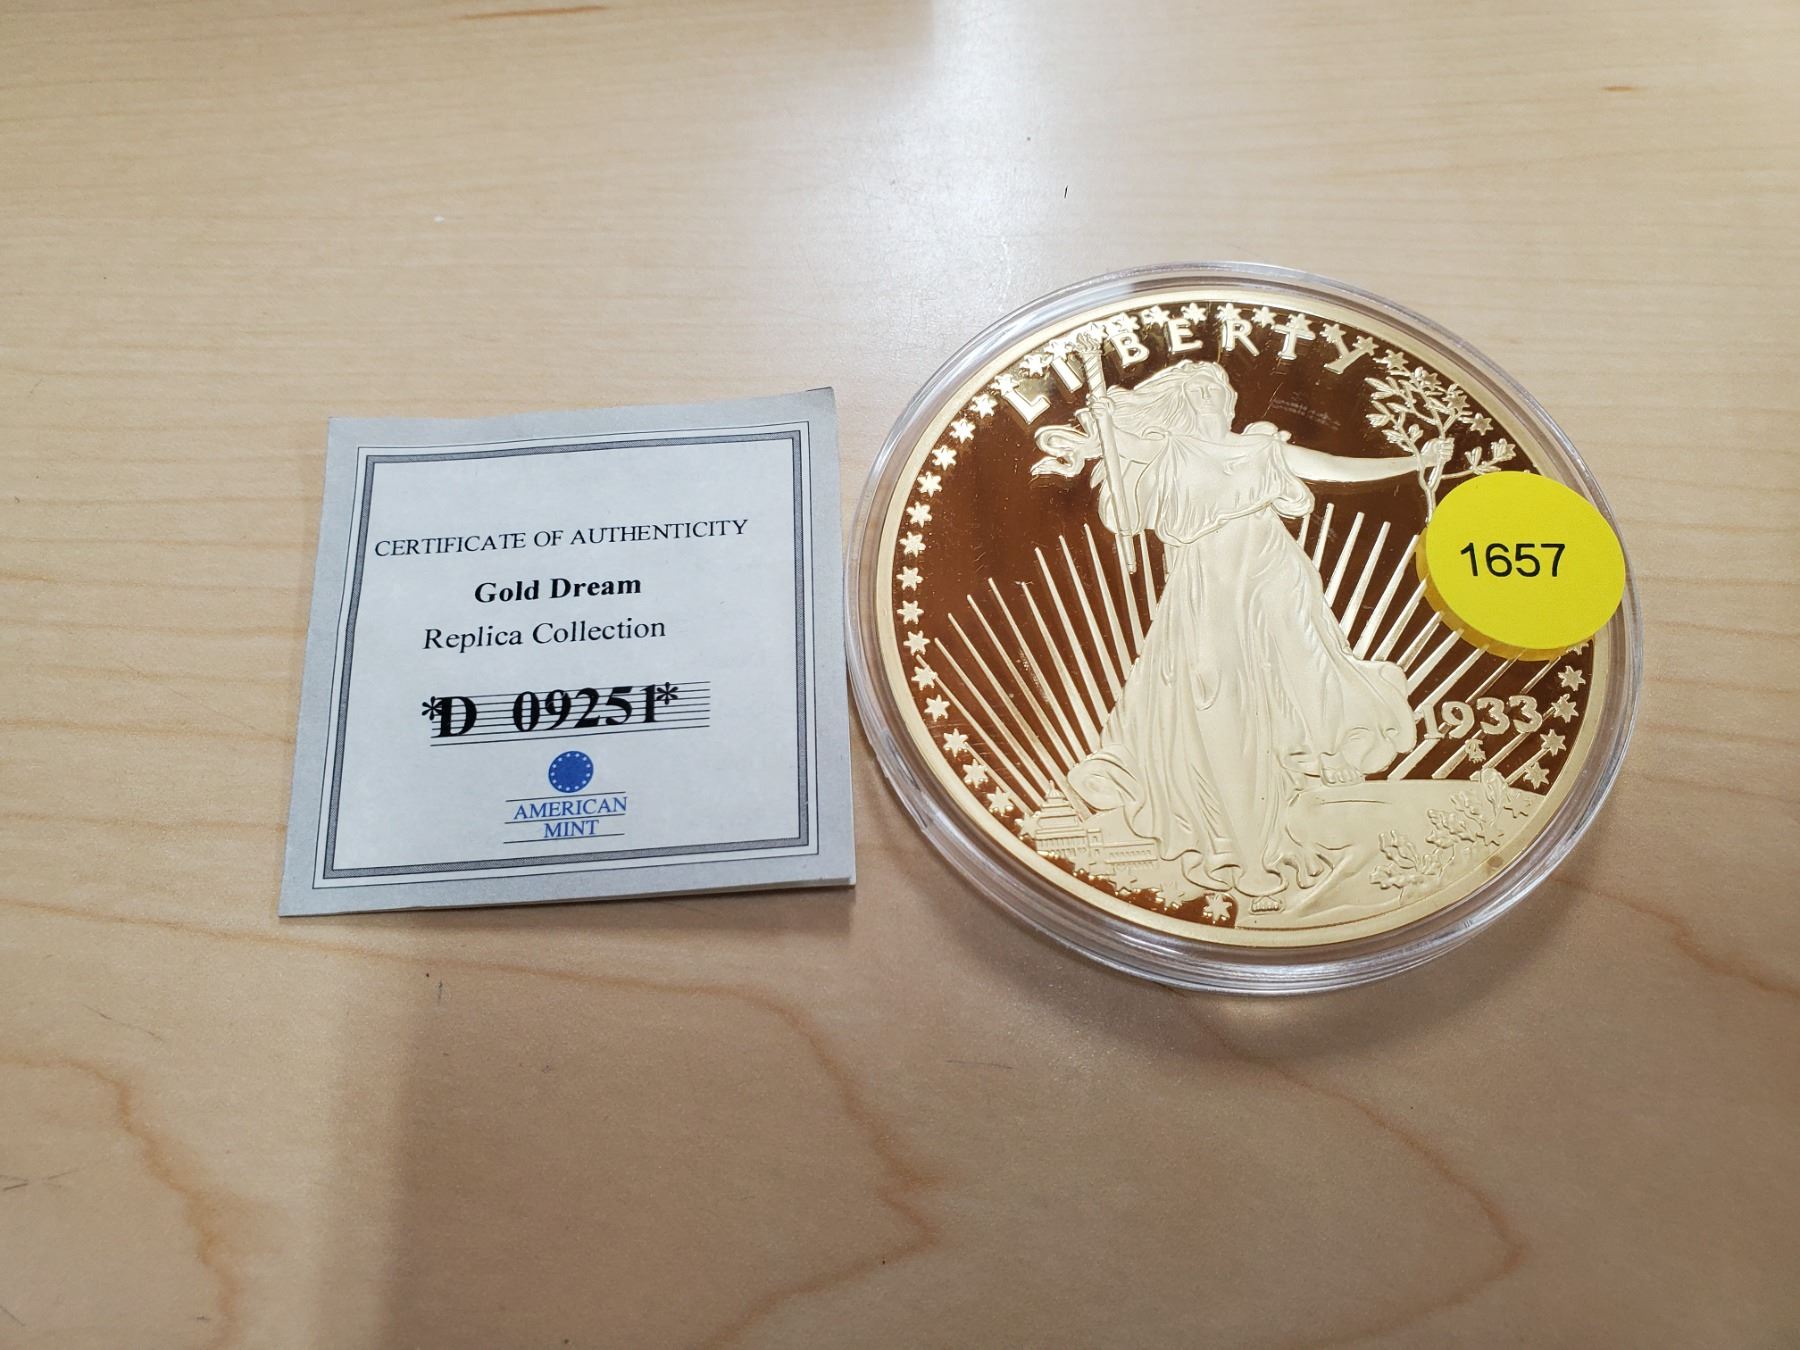 CERTIFICATE OF AUTHENTICITY
Gold Dream
Replica Collection
*D 09251*
AMERICAN
MINT
LIBERTY
1657
1933